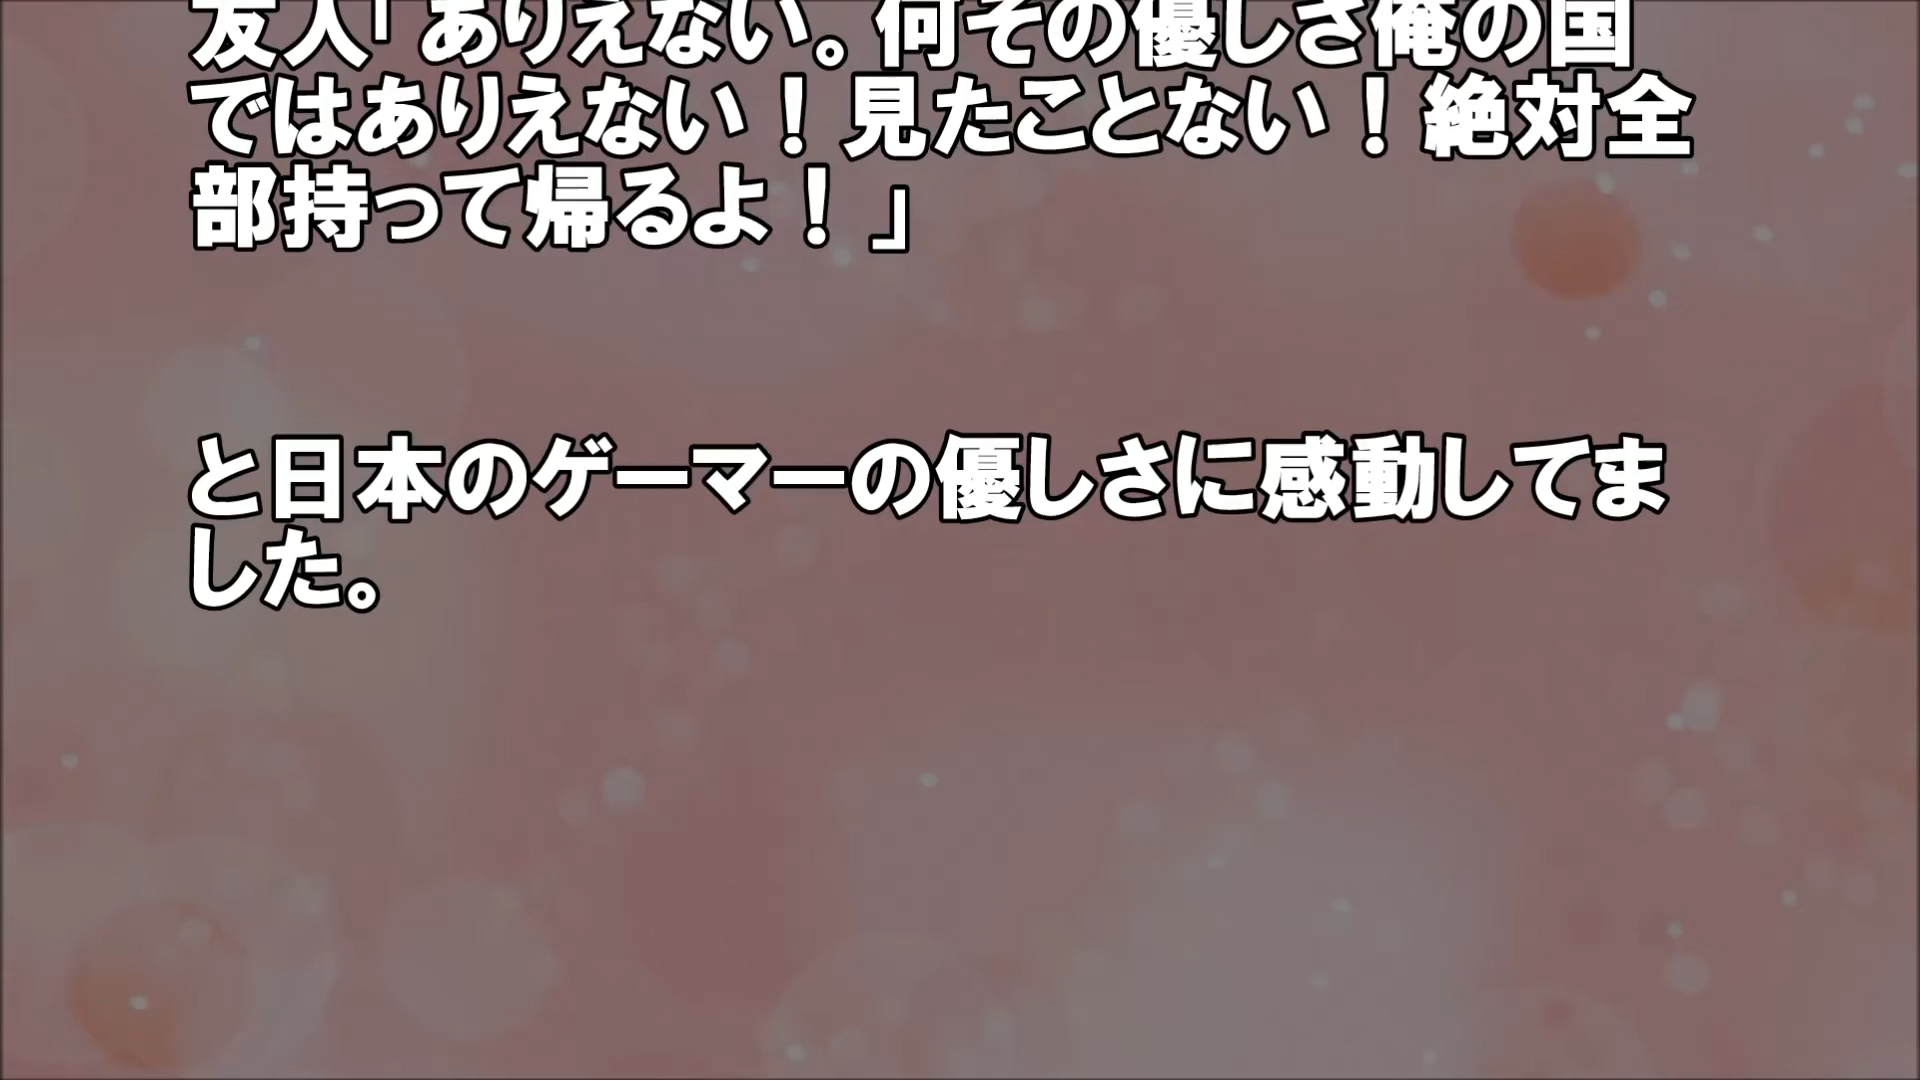 友人「ありえない。何その優しさ俺の国
ではありえない！見たことない！絶対全
部持って帰るよ！」
と日本のゲーマーの優しさに感動してま
した。